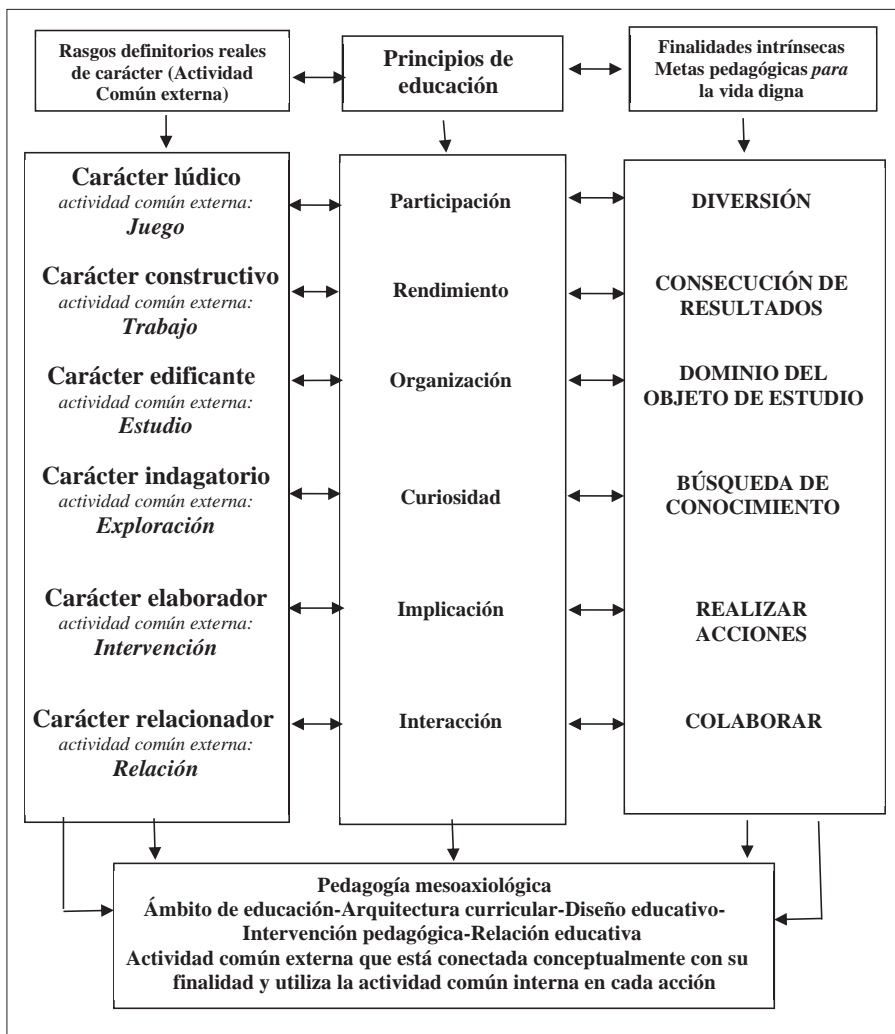 Rasgos definitorios reales
de carácter (Actividad
Común externa)
Principios de
educación
Finalidades intrínsecas
Metas pedagógicas para
la vida digna
Carácter lúdico
actividad común externa:
Juego
Participación
DIVERSIÓN
Carácter constructivo
actividad común externa:
Trabajo
Rendimiento
CONSECUCIÓN DE
RESULTADOS
Carácter edificante
actividad común externa:
Estudio
Organización
DOMINIO DEL
OBJETO DE ESTUDIO
Carácter indagatorio
actividad común externa:
Exploración
Curiosidad
BÚSQUEDA DE
CONOCIMIENTO
Carácter elaborador
actividad común externa:
Intervención
Implicación
REALIZAR
ACCIONES
Carácter relacionador
actividad común externa:
Relación
Interacción
COLABORAR
Pedagogía mesoaxiológica
Ámbito de educación-Arquitectura curricular-Diseño educativo-
Intervención pedagógica-Relación educativa
Actividad común externa que está conectada conceptualmente con su
finalidad y utiliza la actividad común interna en cada acción